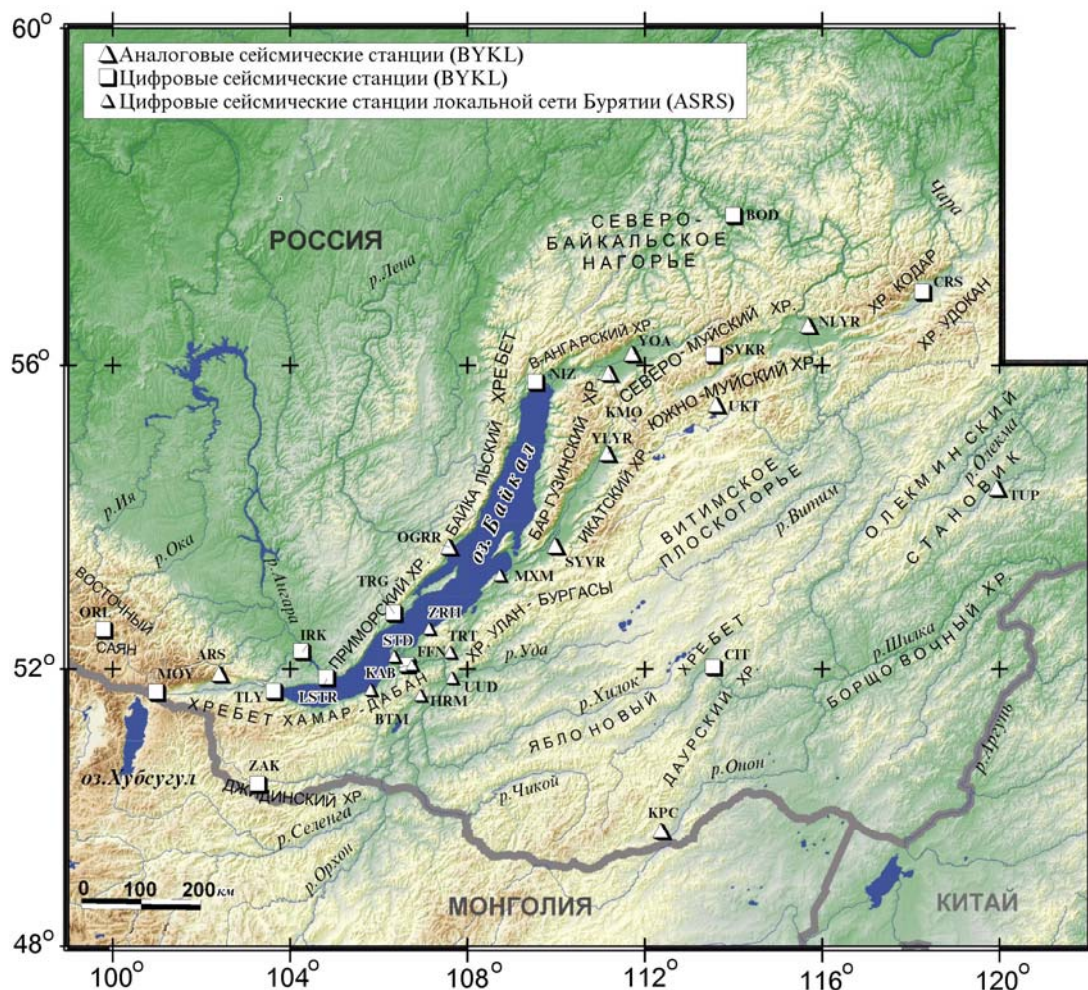 60°
Аналоговые сейсмические станции (BYKL)
Цифровые сейсмические станции (BYKL)
Цифровые сейсмические станции локальной сети Бурятии (ASRS)
РОССИЯ
СЕВЕРО-
БАЙКАЛЬСКОЕ
НАГОРЬЕ
BOD
Чара
р.Лена
ХР. КОДАР
CRS
ХР. УДОКАН
NLYR
56°
В-АНГАРСКИЙ ХР.
YOA
СЕВЕРО-МУЙСКИЙ ХР.
SYKR
NIZ
KMO
ЮЖНО-МУЙСКИЙ ХР.
UKT
БАЙКАЛЬСКИЙ ХРЕБЕТ
оз. Байкал
БАРГУЗИНСКИЙ ХР.
YLYR
ИКАТСКИЙ ХР.
ВИТИМСКОЕ
ПЛОСКОГОРЬЕ
р.Витим
ОЛЕКМИНСКИЙ
СТАНОВИК
р.Олекма
TUP
р.Ия
р.Ока
р.Ангара
OGRR
SYVR
MXM
TRG
ПРИМОРСКИЙ ХР.
ZRH
ХР. УЛАН-БУРГАСЫ
ВОСТОЧНЫЙ
САЯН
ORL
IRK
STD
TRT
FFN
р.Уда
52°
MOY
ARS
TLY
LSTR
KAB
UUD
HRM
BTM
ХРЕБЕТ ХАМАР-ДАБАН
CIT
р.Хилок
ЯБЛОНОВЫЙ ХРЕБЕТ
ДАУРСКИЙ ХР.
р.Шилка
БОРЩОВОЧНЫЙ ХР.
р.Аргунь
оз.Хубсугул
ZAK
ДЖИДИНСКИЙ ХР.
р.Чикой
р.Онон
р.Селенга
р.Орхон
KPC
0 100 200 км
МОНГОЛИЯ
КИТАЙ
48°
100° 104° 108° 112° 116° 120°